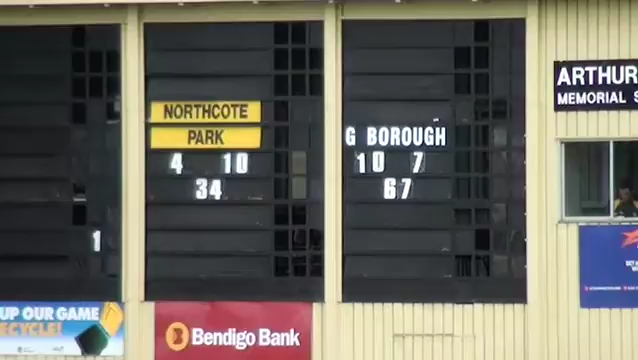 NORTHCOTE
PARK
4 10
34
G BOROUGH
10 7
67
1
ARTHUR
MEMORIAL S
UP OUR GAME
ECYCLE!
Bendigo Bank